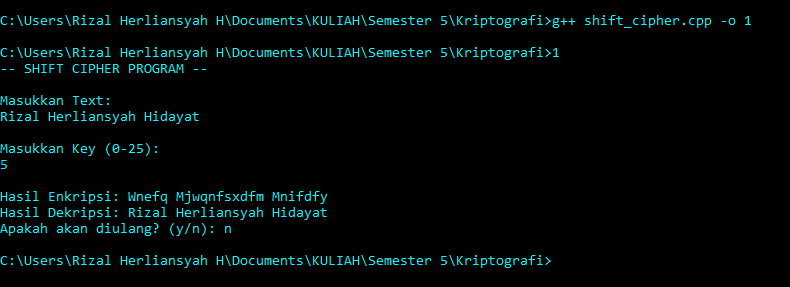 C:\Users\Rizal Herliansyah H\Documents\KULIAH\Semester 5\Kriptografi>g++ shift_cipher.cpp -o 1
C:\Users\Rizal Herliansyah H\Documents\KULIAH\Semester 5\Kriptografi>1
-- SHIFT CIPHER PROGRAM --
Masukkan Text:
Rizal Herliansyah Hidayat
Masukkan Key (0-25):
5
Hasil Enkripsi: Wnefq Mjwqnfsxdfm Mnifdfy
Hasil Dekripsi: Rizal Herliansyah Hidayat
Apakah akan diulang? (y/n): n
C:\Users\Rizal Herliansyah H\Documents\KULIAH\Semester 5\Kriptografi>